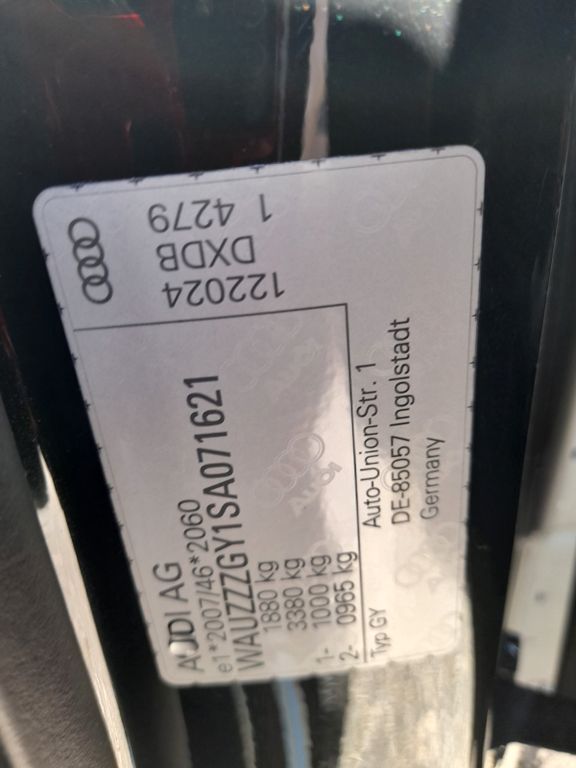 AUDI AG
e1*2007/46*2060
WAUZZZGY1SA071621
1880 kg
3380 kg
1- 1000 kg
2- 0965 kg
Typ GY
Auto-Union-Str. 1
DE-85057 Ingolstadt
Germany
122024
DXDB
1 4279
Audi